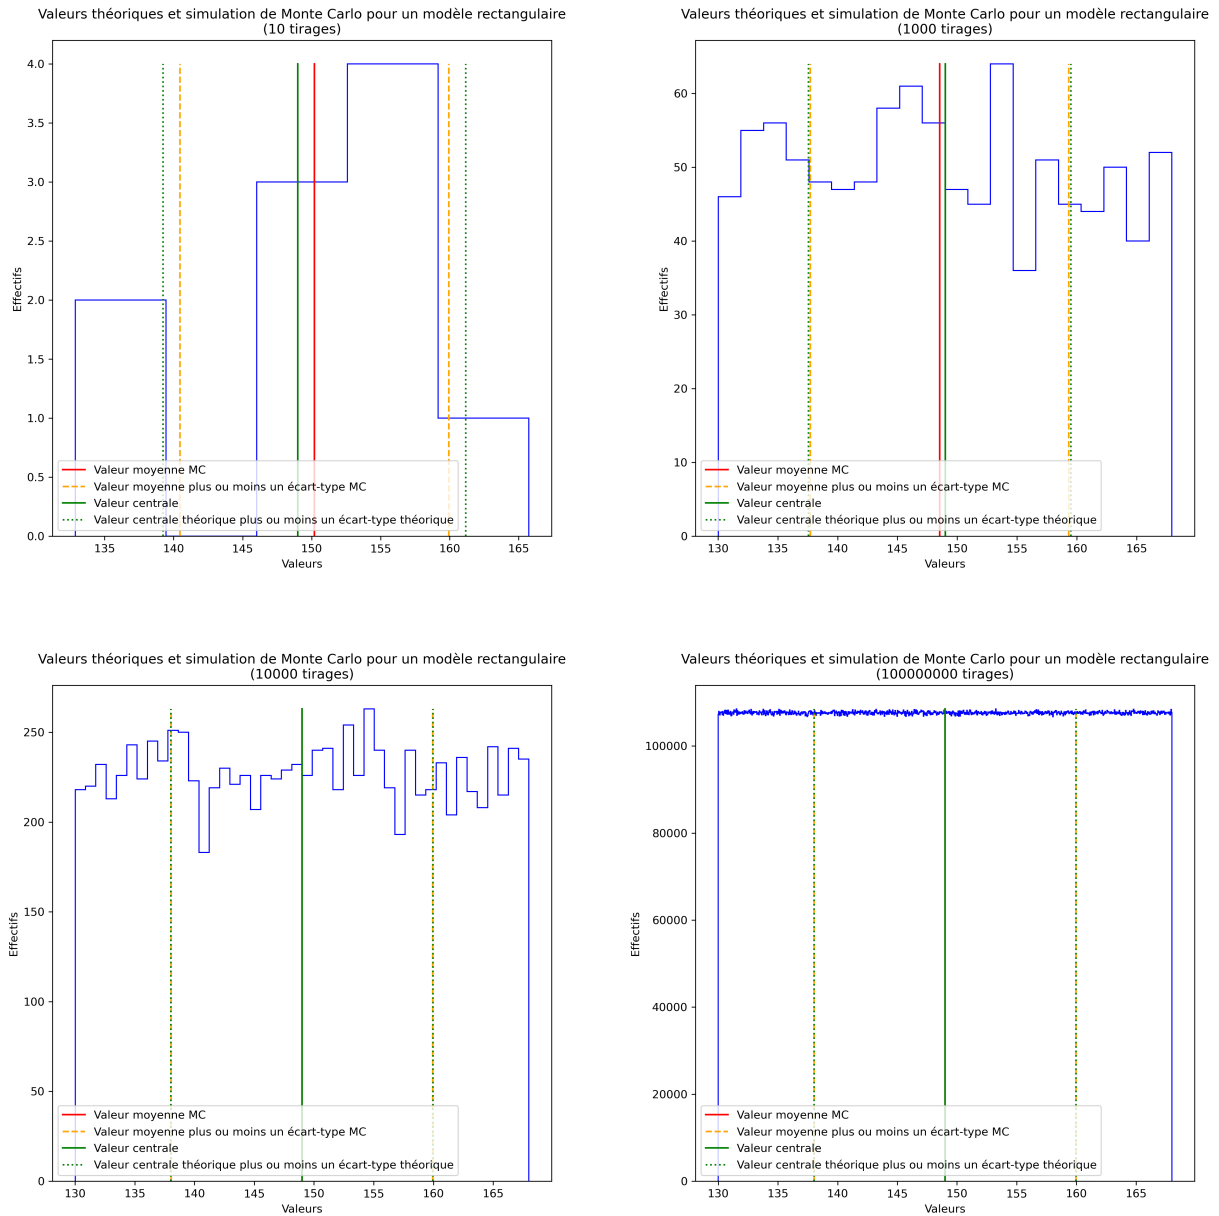 Valeurs théoriques et simulation de Monte Carlo pour un modèle rectangulaire
(10 tirages)
4.0
3.5
3.0
2.5
2.0
1.5
1.0
0.5
0.0
Effectifs
Valeur moyenne MC
Valeur moyenne plus ou moins un écart-type MC
Valeur centrale
Valeur centrale théorique plus ou moins un écart-type théorique
135 140 145 150 155 160 165
Valeurs
Valeurs théoriques et simulation de Monte Carlo pour un modèle rectangulaire
(1000 tirages)
60
50
40
30
20
10
0
Effectifs
Valeur moyenne MC
Valeur moyenne plus ou moins un écart-type MC
Valeur centrale
Valeur centrale théorique plus ou moins un écart-type théorique
130 135 140 145 150 155 160 165
Valeurs
Valeurs théoriques et simulation de Monte Carlo pour un modèle rectangulaire
(10000 tirages)
250
200
150
100
50
0
Effectifs
Valeur moyenne MC
Valeur moyenne plus ou moins un écart-type MC
Valeur centrale
Valeur centrale théorique plus ou moins un écart-type théorique
130 135 140 145 150 155 160 165
Valeurs
Valeurs théoriques et simulation de Monte Carlo pour un modèle rectangulaire
(100000000 tirages)
100000
80000
60000
40000
20000
0
Effectifs
Valeur moyenne MC
Valeur moyenne plus ou moins un écart-type MC
Valeur centrale
Valeur centrale théorique plus ou moins un écart-type théorique
130 135 140 145 150 155 160 165
Valeurs